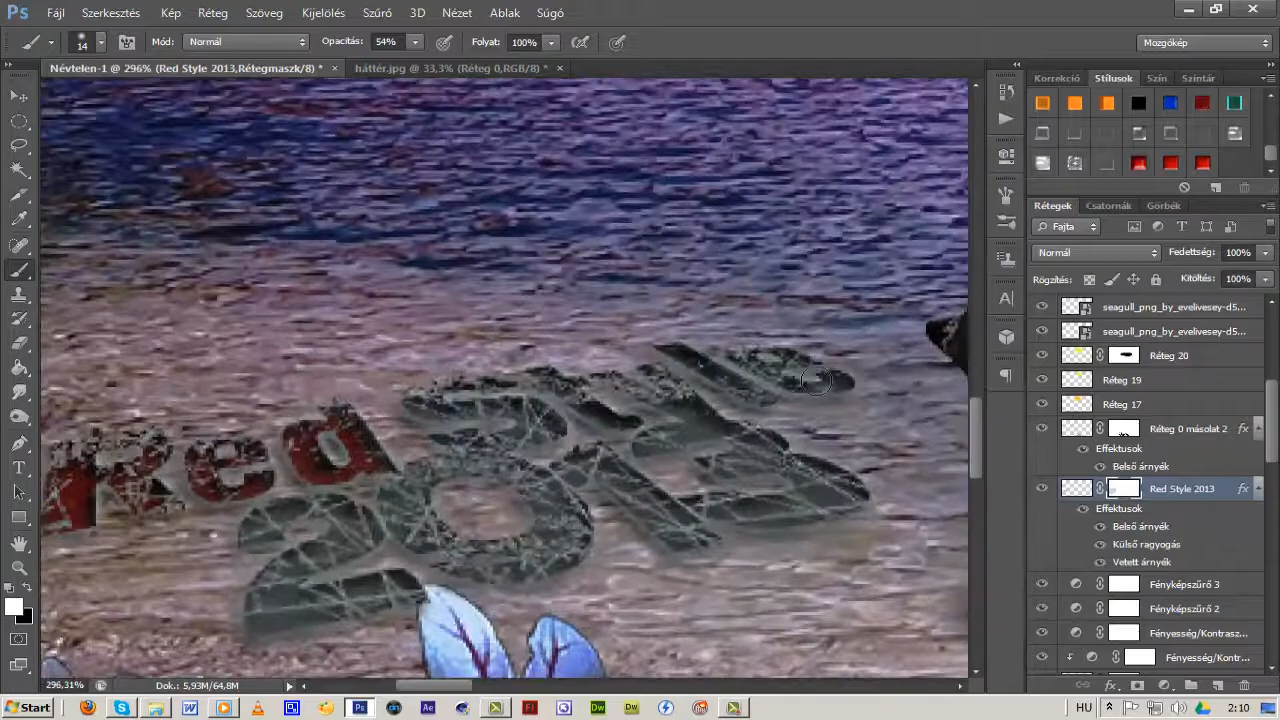 Ps Fájl Szerkesztés Kép Réteg Szöveg Kijelölés Szűrő 3D Nézet Ablak Súgó
14 Mód: Normál Opacitás: 54% Folyat: 100% Mozgókép
Névtelen-1 @ 296% (Red Style 2013,Rétegmaszk/8) * × háttér.jpg @ 33,3% (Réteg 0,RGB/8) * ×
Korrekció Stílusok Szín Színtár
Rétegek Csatornák Görbék
Fajta
Normál Fedettség: 100%
Rögzítés: Kitöltés: 100%
seagull_png_by_evelivesey-d5...
seagull_png_by_evelivesey-d5...
Réteg 20
Réteg 19
Réteg 17
Réteg 0 másolat 2 fx
Effektusok
Belső árnyék
Red Style 2013 fx
Effektusok
Belső árnyék
Külső ragyogás
Vetett árnyék
Fényképszűrő 3
Fényképszűrő 2
Fényesség/Kontrasz...
Fényesség/Kontr...
Red Style
2013
296,31% Dok.: 5,93M/64,8M
Start HU 2:10